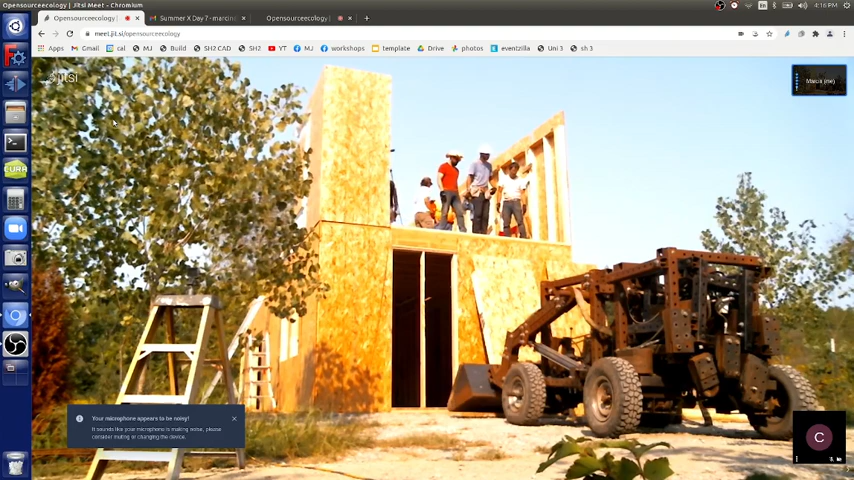 Opensourceecology | Jitsi Meet - Chromium
En
4:16 PM
Opensourceecology |
Summer X Day 7 - marcin
Opensourceecology |
meet.jit.si/opensourceecology
Apps
Gmail
cal
MJ
Build
SH2 CAD
SH2
YT
MJ
workshops
template
Drive
photos
eventzilla
Uni 3
sh 3
jitsi
Marcin (me)
CURA
Your microphone appears to be noisy!
It sounds like your microphone is making noise, please
consider muting or changing the device.
C